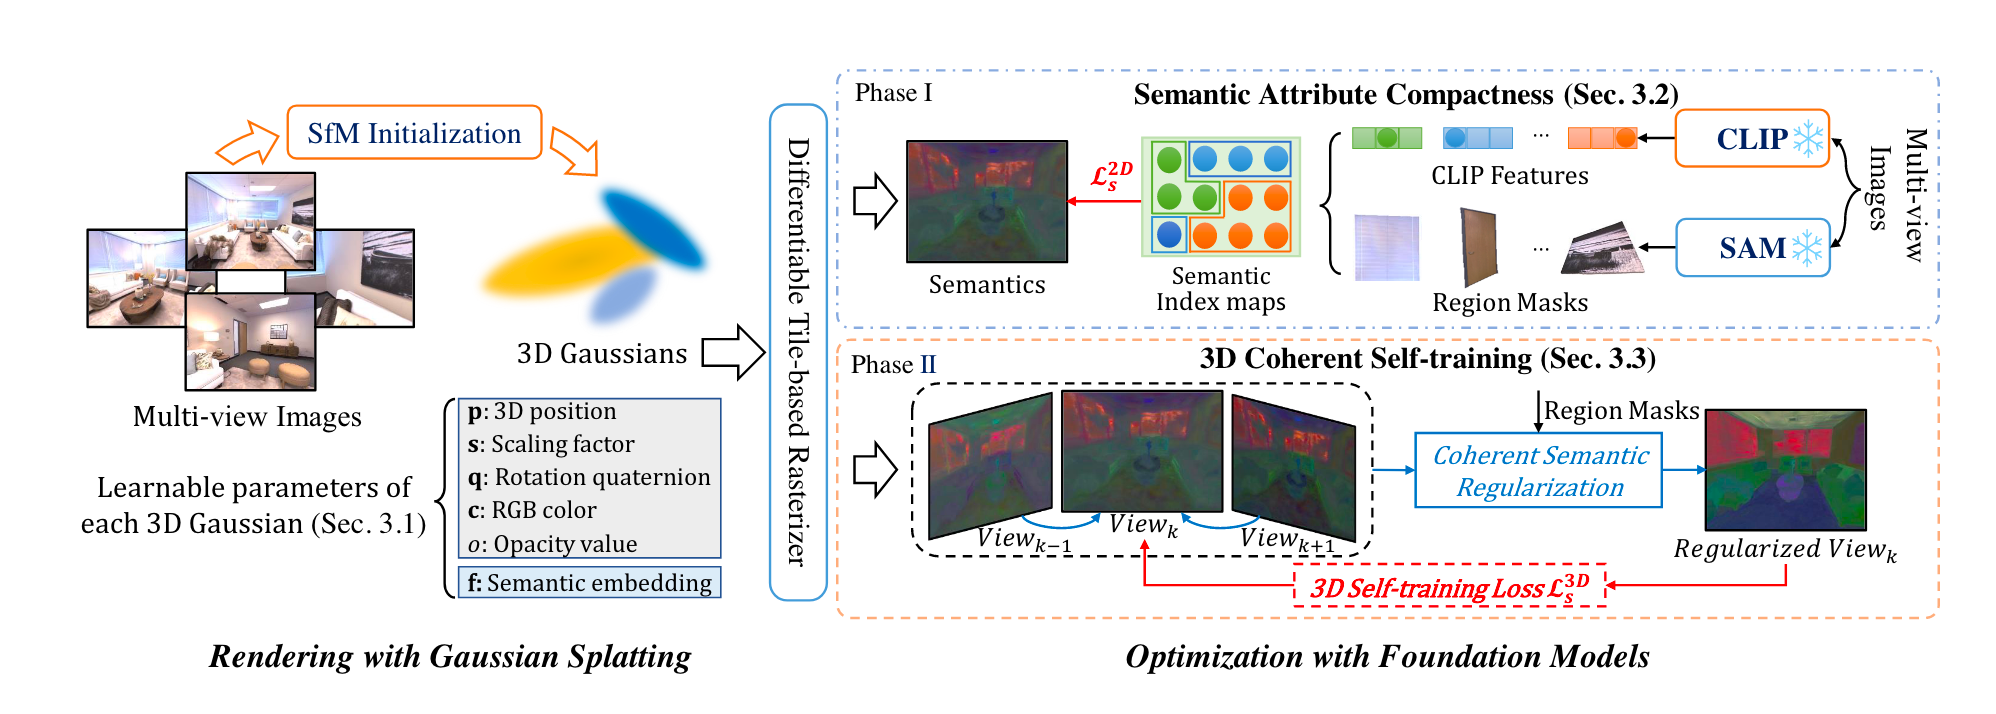 SfM Initialization
Multi-view Images
3D Gaussians
Learnable parameters of
each 3D Gaussian (Sec. 3.1)
p: 3D position
s: Scaling factor
q: Rotation quaternion
c: RGB color
o: Opacity value
f: Semantic embedding
Rendering with Gaussian Splatting
Differentiable Tile-based Rasterizer
Phase I
Semantic Attribute Compactness (Sec. 3.2)
Semantics
ℒ_s^{2D}
Semantic
Index maps
...
CLIP Features
...
Region Masks
CLIP
SAM
Multi-view
Images
Phase II
3D Coherent Self-training (Sec. 3.3)
View_{k−1}
View_k
View_{k+1}
Region Masks
Coherent Semantic
Regularization
Regularized View_k
3D Self-training Loss ℒ_s^{3D}
Optimization with Foundation Models